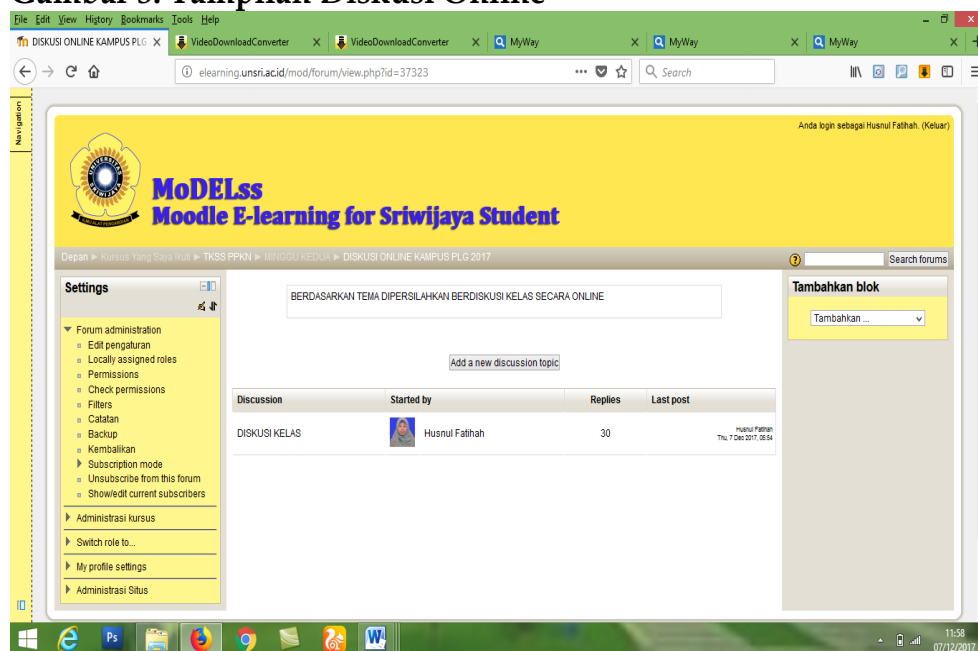 Gambar 5. Tampilan Diskusi Online
File Edit View History Bookmarks Tools Help
DISKUSI ONLINE KAMPUS PLG VideoDownloadConverter VideoDownloadConverter MyWay MyWay MyWay
elearning.unsri.ac.id/mod/forum/view.php?id=37323 Search
Navigation
Anda login sebagai Husnul Fatihah. (Keluar)
MoDELss
Moodle E-learning for Sriwijaya Student
Depan ► Kursus Yang Saya Ikuti ► TKSS PPKN ► MINGGU KEDUA ► DISKUSI ONLINE KAMPUS PLG 2017
Search forums
Settings
Forum administration
Edit pengaturan
Locally assigned roles
Permissions
Check permissions
Filters
Catatan
Backup
Kembalikan
Subscription mode
Unsubscribe from this forum
Show/edit current subscribers
Administrasi kursus
Switch role to...
My profile settings
Administrasi Situs
BERDASARKAN TEMA DIPERSILAHKAN BERDISKUSI KELAS SECARA ONLINE
Add a new discussion topic
Discussion Started by Replies Last post
DISKUSI KELAS Husnul Fatihah 30 Husnul Fatihah
Thu, 7 Dec 2017, 05:54
Tambahkan blok
Tambahkan ...
Ps
W
11:58
07/12/2017